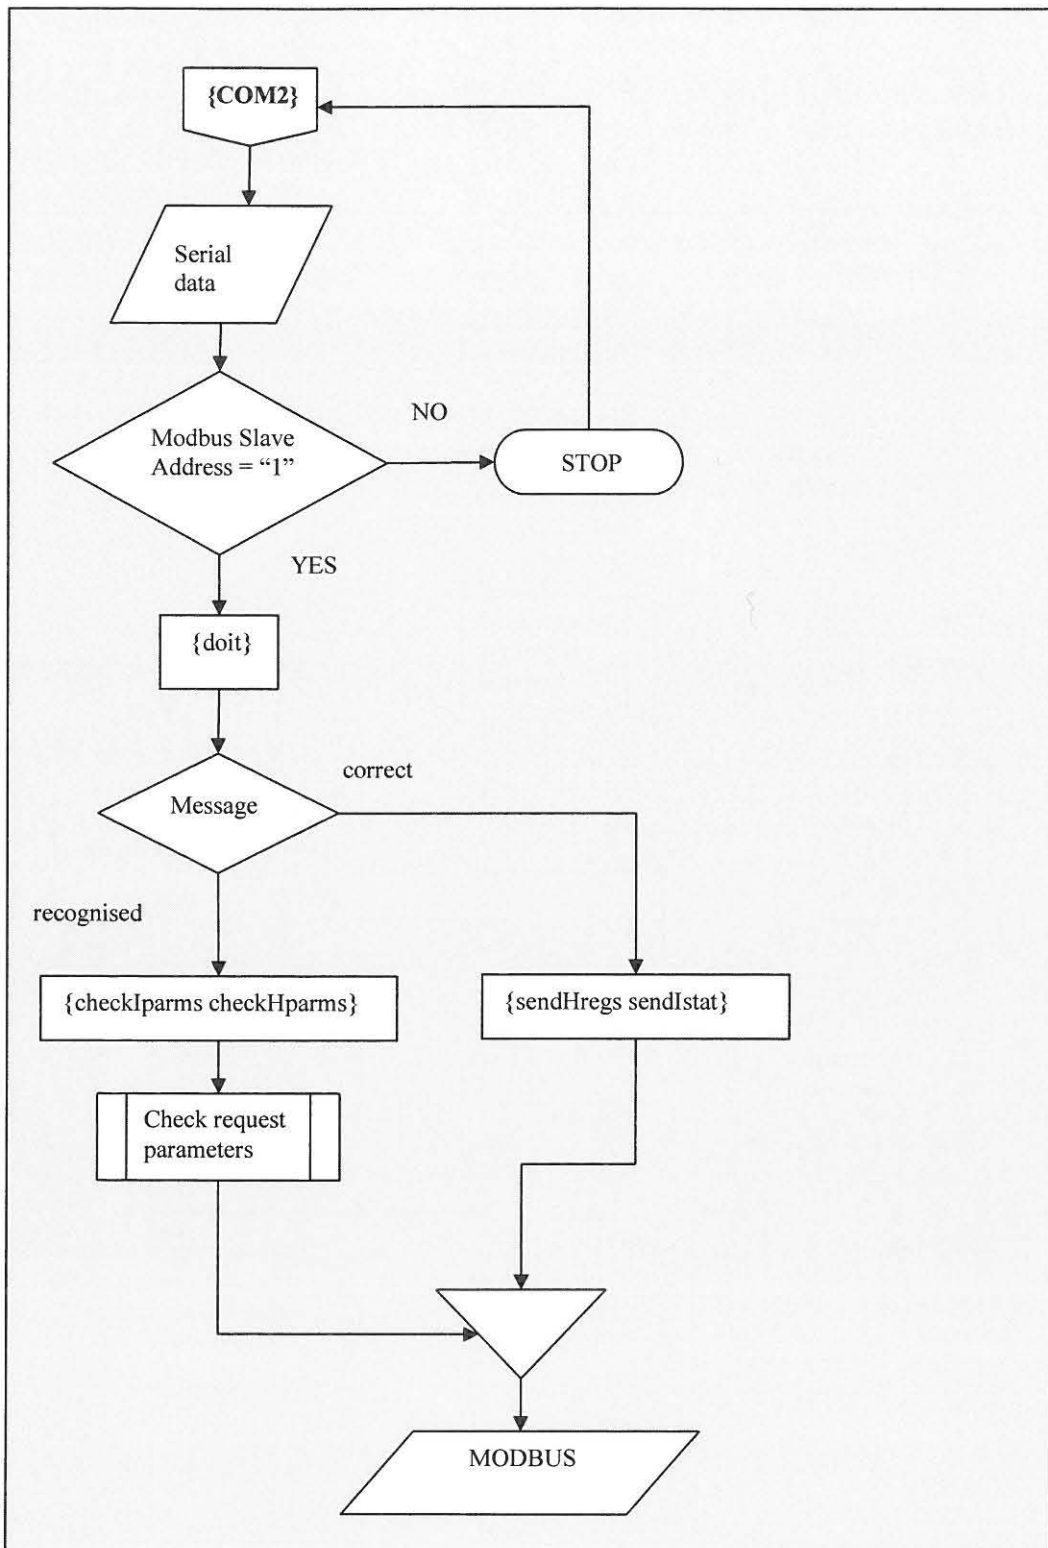 {COM2}
Serial
data
NO
Modbus Slave
Address = “1”
STOP
YES
{doit}
correct
Message
recognised
{checkIparms checkHparms}
{sendHregs sendIstat}
Check request
parameters
MODBUS